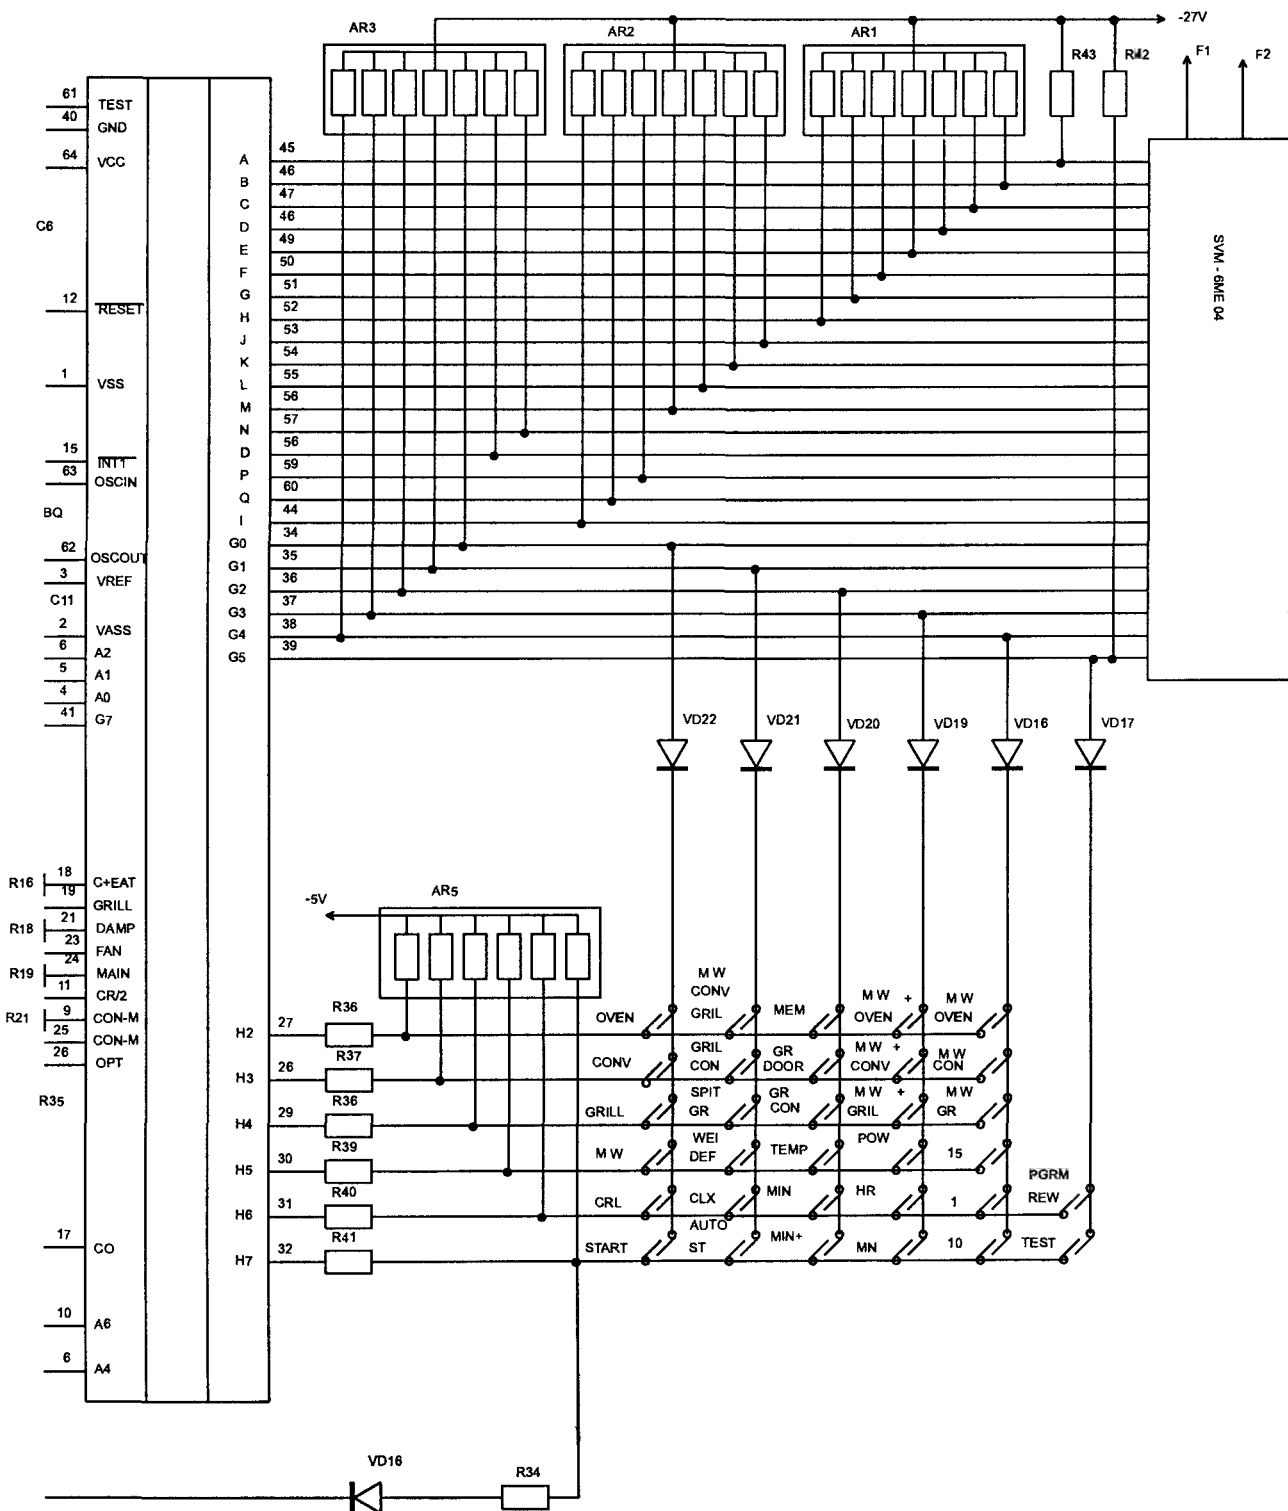 -27V
AR3
AR2
AR1
R43
R42
F1
F2
61
TEST
40
GND
64
VCC
C6
12
RESET
1
VSS
15
INT1
63
OSCIN
BQ
62
OSCOUT
3
VREF
C11
2
VASS
6
A2
5
A1
4
A0
41
G7
A
45
B
46
C
47
D
46
E
49
F
50
G
51
H
52
J
53
K
54
L
55
M
56
N
57
D
56
P
59
Q
60
I
44
G0
34
G1
35
G2
36
G3
37
G4
38
G5
39
SVM - 6ME 04
VD22
VD21
VD20
VD19
VD16
VD17
R16
18
C+EAT
19
GRILL
R18
21
DAMP
23
FAN
R19
24
MAIN
11
CR/2
R21
9
CON-M
25
CON-M
26
OPT
R35
17
CO
10
A6
6
A4
-5V
AR5
H2
27
R36
H3
26
R37
H4
29
R36
H5
30
R39
H6
31
R40
H7
32
R41
OVEN
M W
CONV
GRIL
MEM
M W +
OVEN
M W
OVEN
CONV
GRIL
CON
GR
DOOR
M W +
CONV
M W
CON
GRILL
SPIT
GR
GR
CON
M W +
GRIL
M W
GR
M W
WEI
DEF
TEMP
POW
15
CRL
CLX
MIN
HR
1
PGRM
REW
START
AUTO
ST
MIN+
MN
10
TEST
VD16
R34